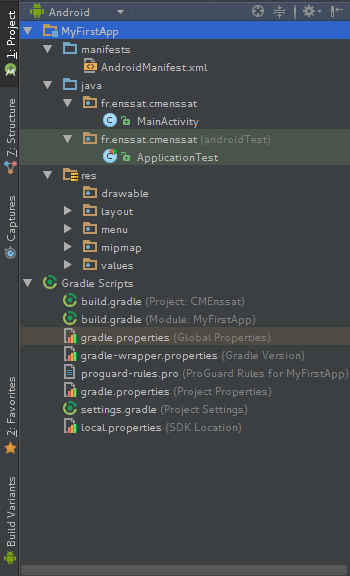 1: Project
7: Structure
Captures
2: Favorites
Build Variants
Android
MyFirstApp
manifests
AndroidManifest.xml
java
fr.enssat.cmenssat
MainActivity
fr.enssat.cmenssat (androidTest)
ApplicationTest
res
drawable
layout
menu
mipmap
values
Gradle Scripts
build.gradle (Project: CMEnssat)
build.gradle (Module: MyFirstApp)
gradle.properties (Global Properties)
gradle-wrapper.properties (Gradle Version)
proguard-rules.pro (ProGuard Rules for MyFirstApp)
gradle.properties (Project Properties)
settings.gradle (Project Settings)
local.properties (SDK Location)